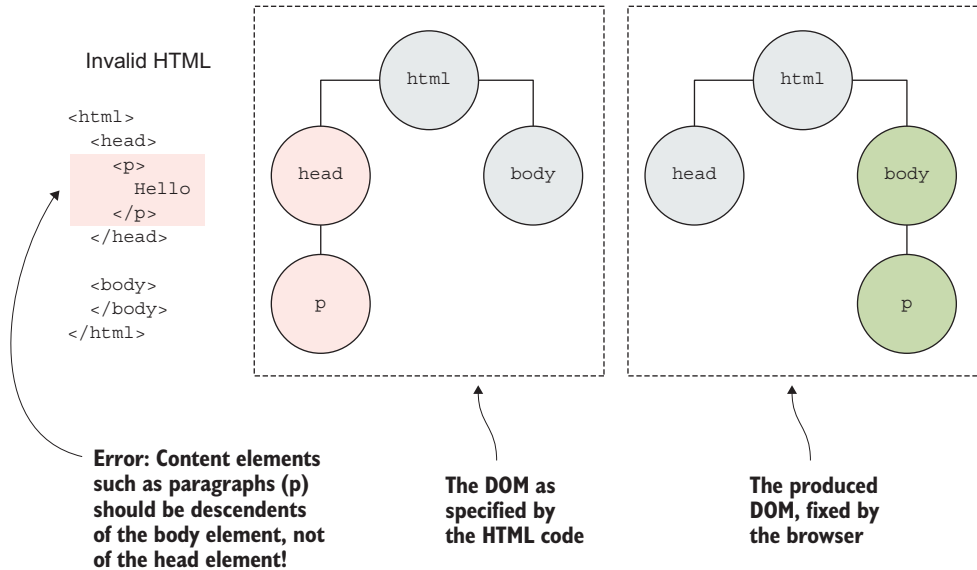 Invalid HTML
<html>
<head>
<p>
Hello
</p>
</head>
<body>
</body>
</html>
html
head
body
p
html
head
body
p
Error: Content elements
such as paragraphs (p)
should be descendents
of the body element, not
of the head element!
The DOM as
specified by
the HTML code
The produced
DOM, fixed by
the browser